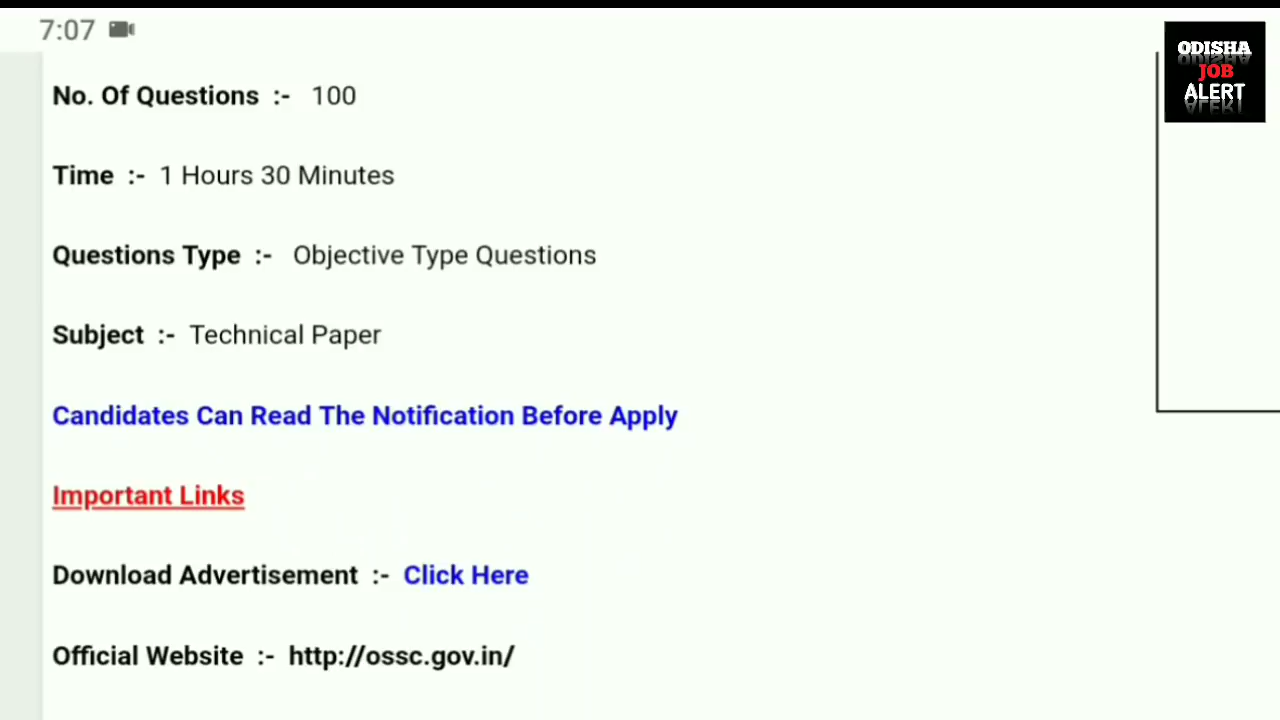 7:07
ODISHA
JOB
ALERT
No. Of Questions :- 100
Time :- 1 Hours 30 Minutes
Questions Type :- Objective Type Questions
Subject :- Technical Paper
Candidates Can Read The Notification Before Apply
Important Links
Download Advertisement :- Click Here
Official Website :- http://ossc.gov.in/